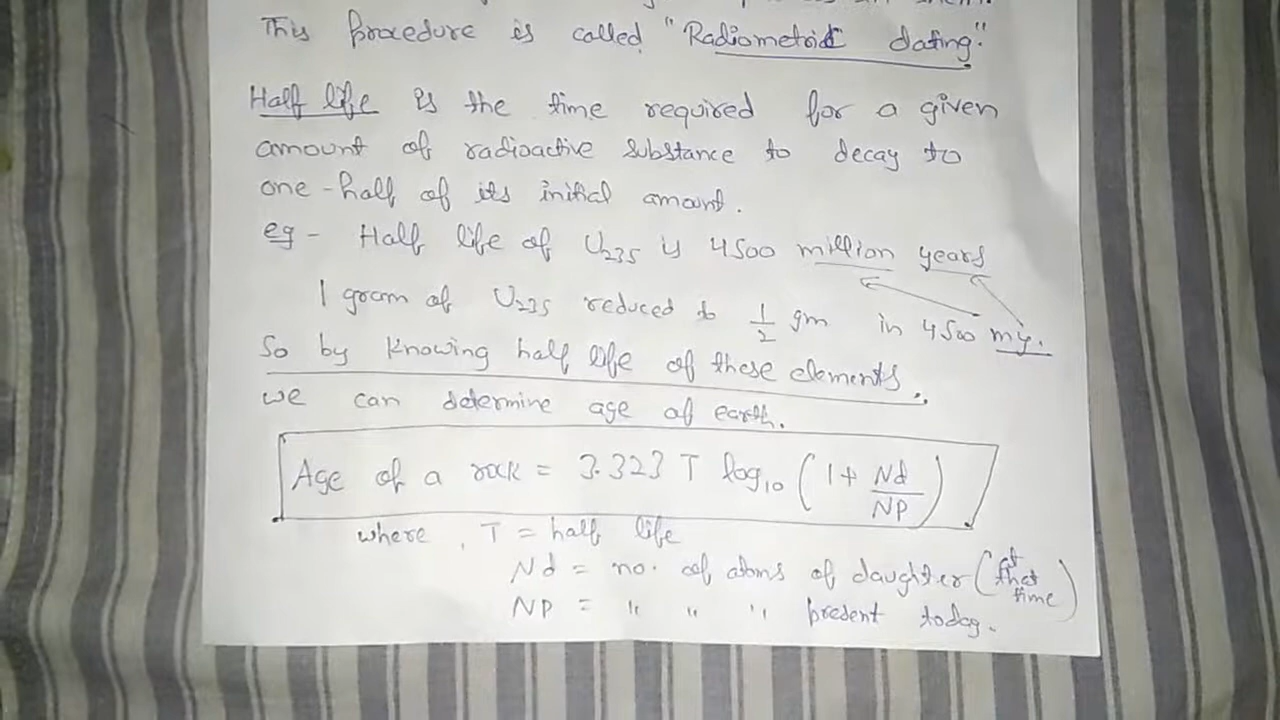 This procedure is called "Radiometric dating."
Half life is the time required for a given
amount of radioactive substance to decay to
one-half of its initial amount.
eg - Half life of U235 is 4500 million years
1 gram of U235 reduced to 1/2 gm in 4500 my.
So by knowing half life of these elements,
we can determine age of earth.
Age of a rock = 3.323 T log10 (1 + Nd/NP)
where, T = half life
Nd = no. of atoms of daughter (at that time)
NP = " " " present today.